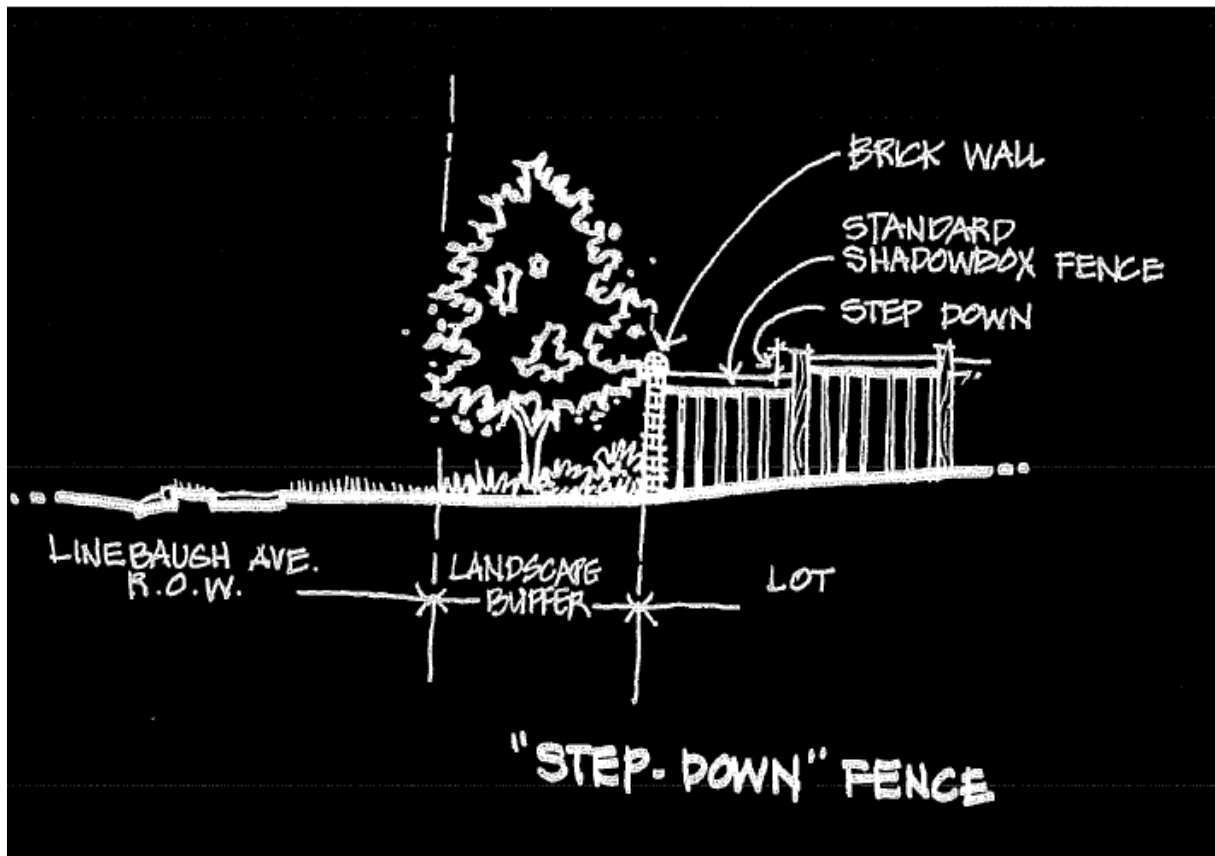 BRICK WALL
STANDARD
SHADOWBOX FENCE
STEP DOWN
LINEBAUGH AVE.
R.O.W.
LANDSCAPE
BUFFER
LOT
"STEP-DOWN" FENCE